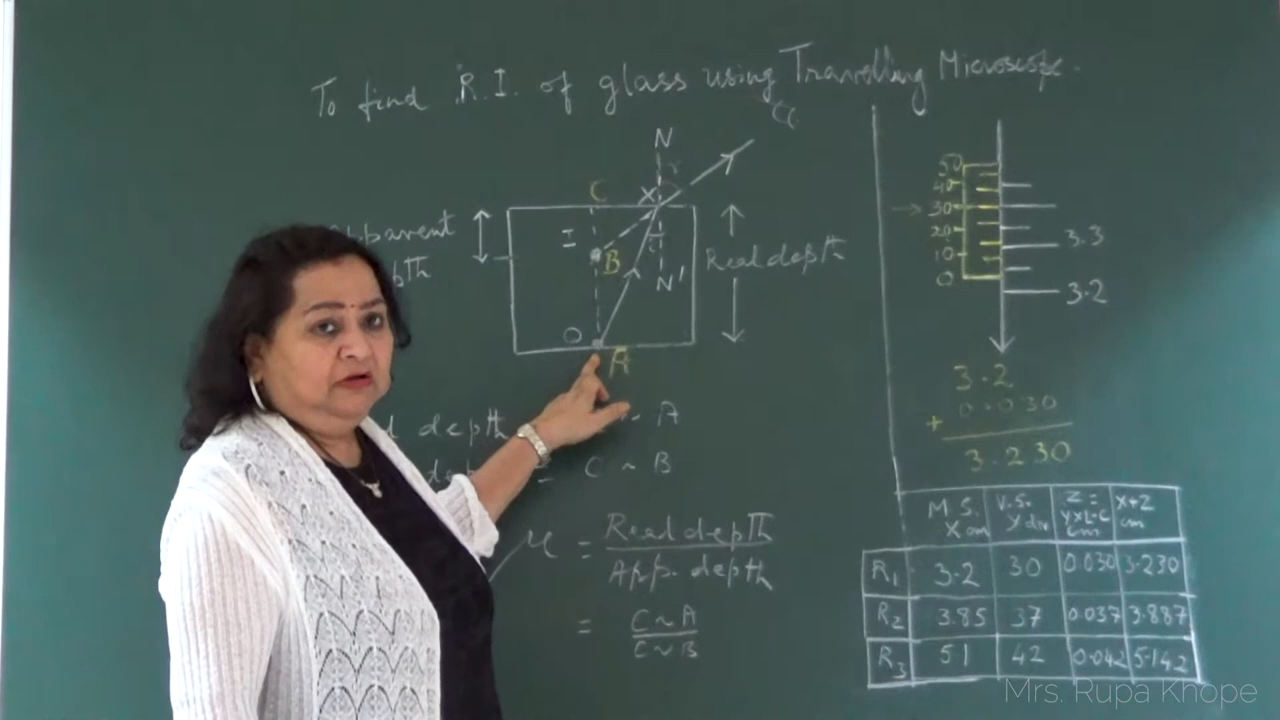 To find R.I. of glass using Travelling Microscope.
N
C
X
r
Apparent
I
B
i
Real depth
N'
O
A
50
40
30
20
10
0
3.3
3.2
3.2
+ 0.030
3.230
depth ~ A
= C ~ B
μ = Real depth
App. depth
= C ~ A
C ~ B
M.S. X cm V.S. Y div Z = Y x L.C cm X+Z cm
R1 3.2 30 0.030 3.230
R2 3.85 37 0.037 3.887
R3 5.1 42 0.042 5.142
Mrs. Rupa Khope